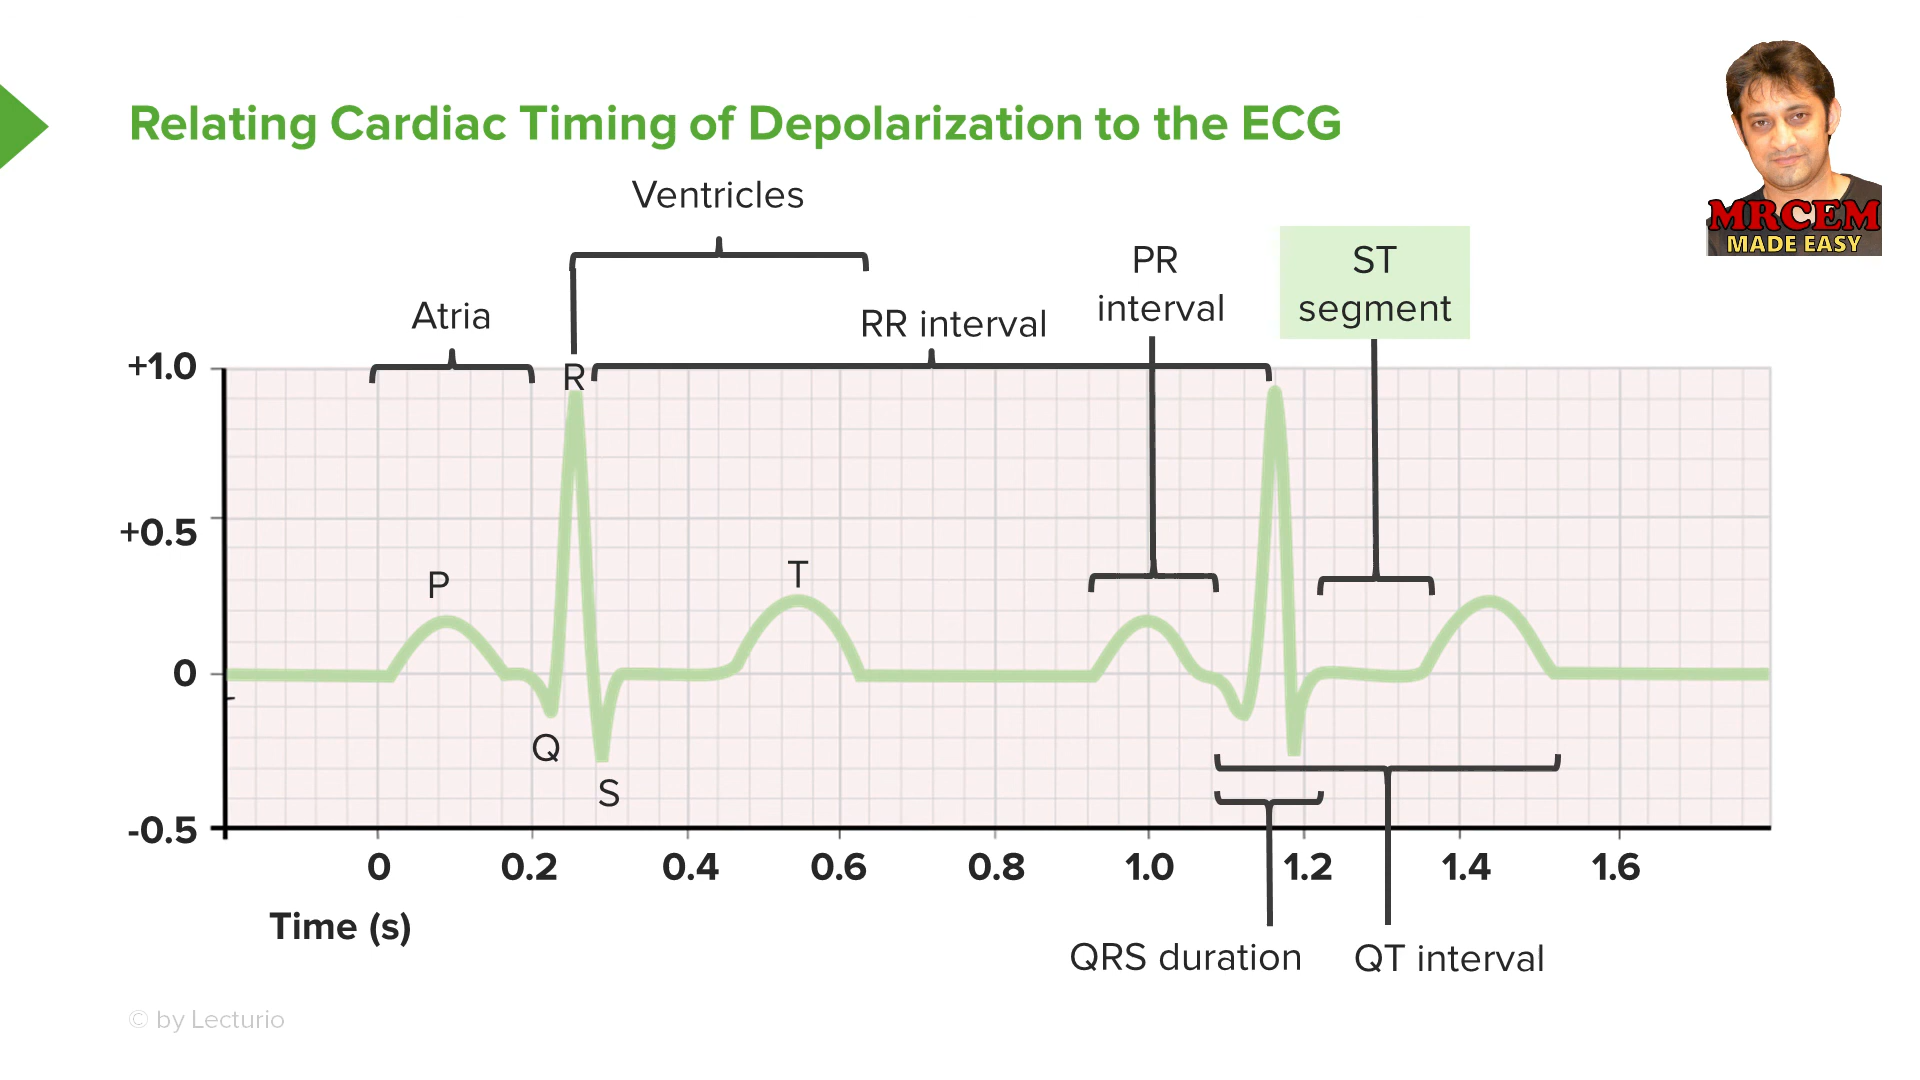 Relating Cardiac Timing of Depolarization to the ECG
MRCEM
MADE EASY
Ventricles
Atria
RR interval
PR
interval
ST
segment
+1.0
+0.5
0
-0.5
R
P
T
Q
S
0 0.2 0.4 0.6 0.8 1.0 1.2 1.4 1.6
Time (s)
QRS duration
QT interval
© by Lecturio